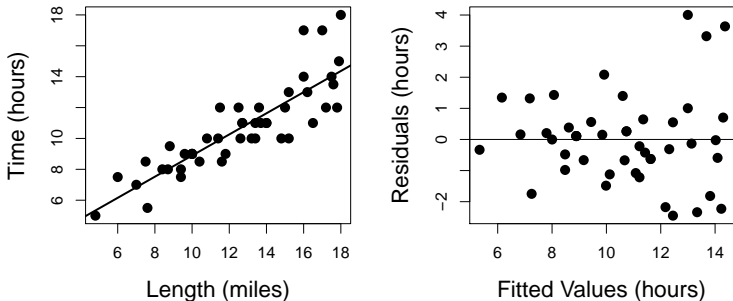 18
14
10
8
6
Time (hours)
6 8 10 12 14 16 18
Length (miles)
4
3
2
1
0
−2
Residuals (hours)
6 8 10 12 14
Fitted Values (hours)